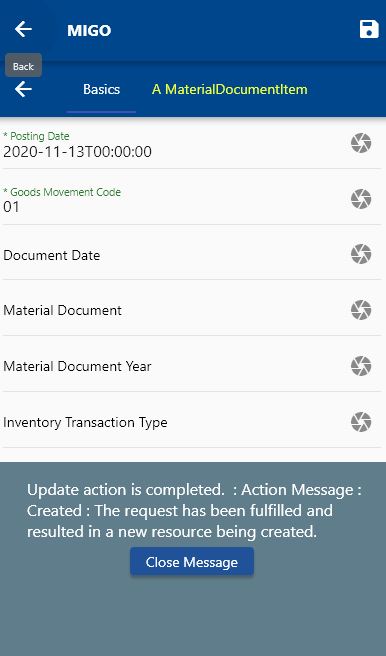 MIGO
Back
Basics
A MaterialDocumentItem
* Posting Date
2020-11-13T00:00:00
* Goods Movement Code
01
Document Date
Material Document
Material Document Year
Inventory Transaction Type
Update action is completed.  : Action Message :
Created : The request has been fulfilled and
resulted in a new resource being created.
Close Message